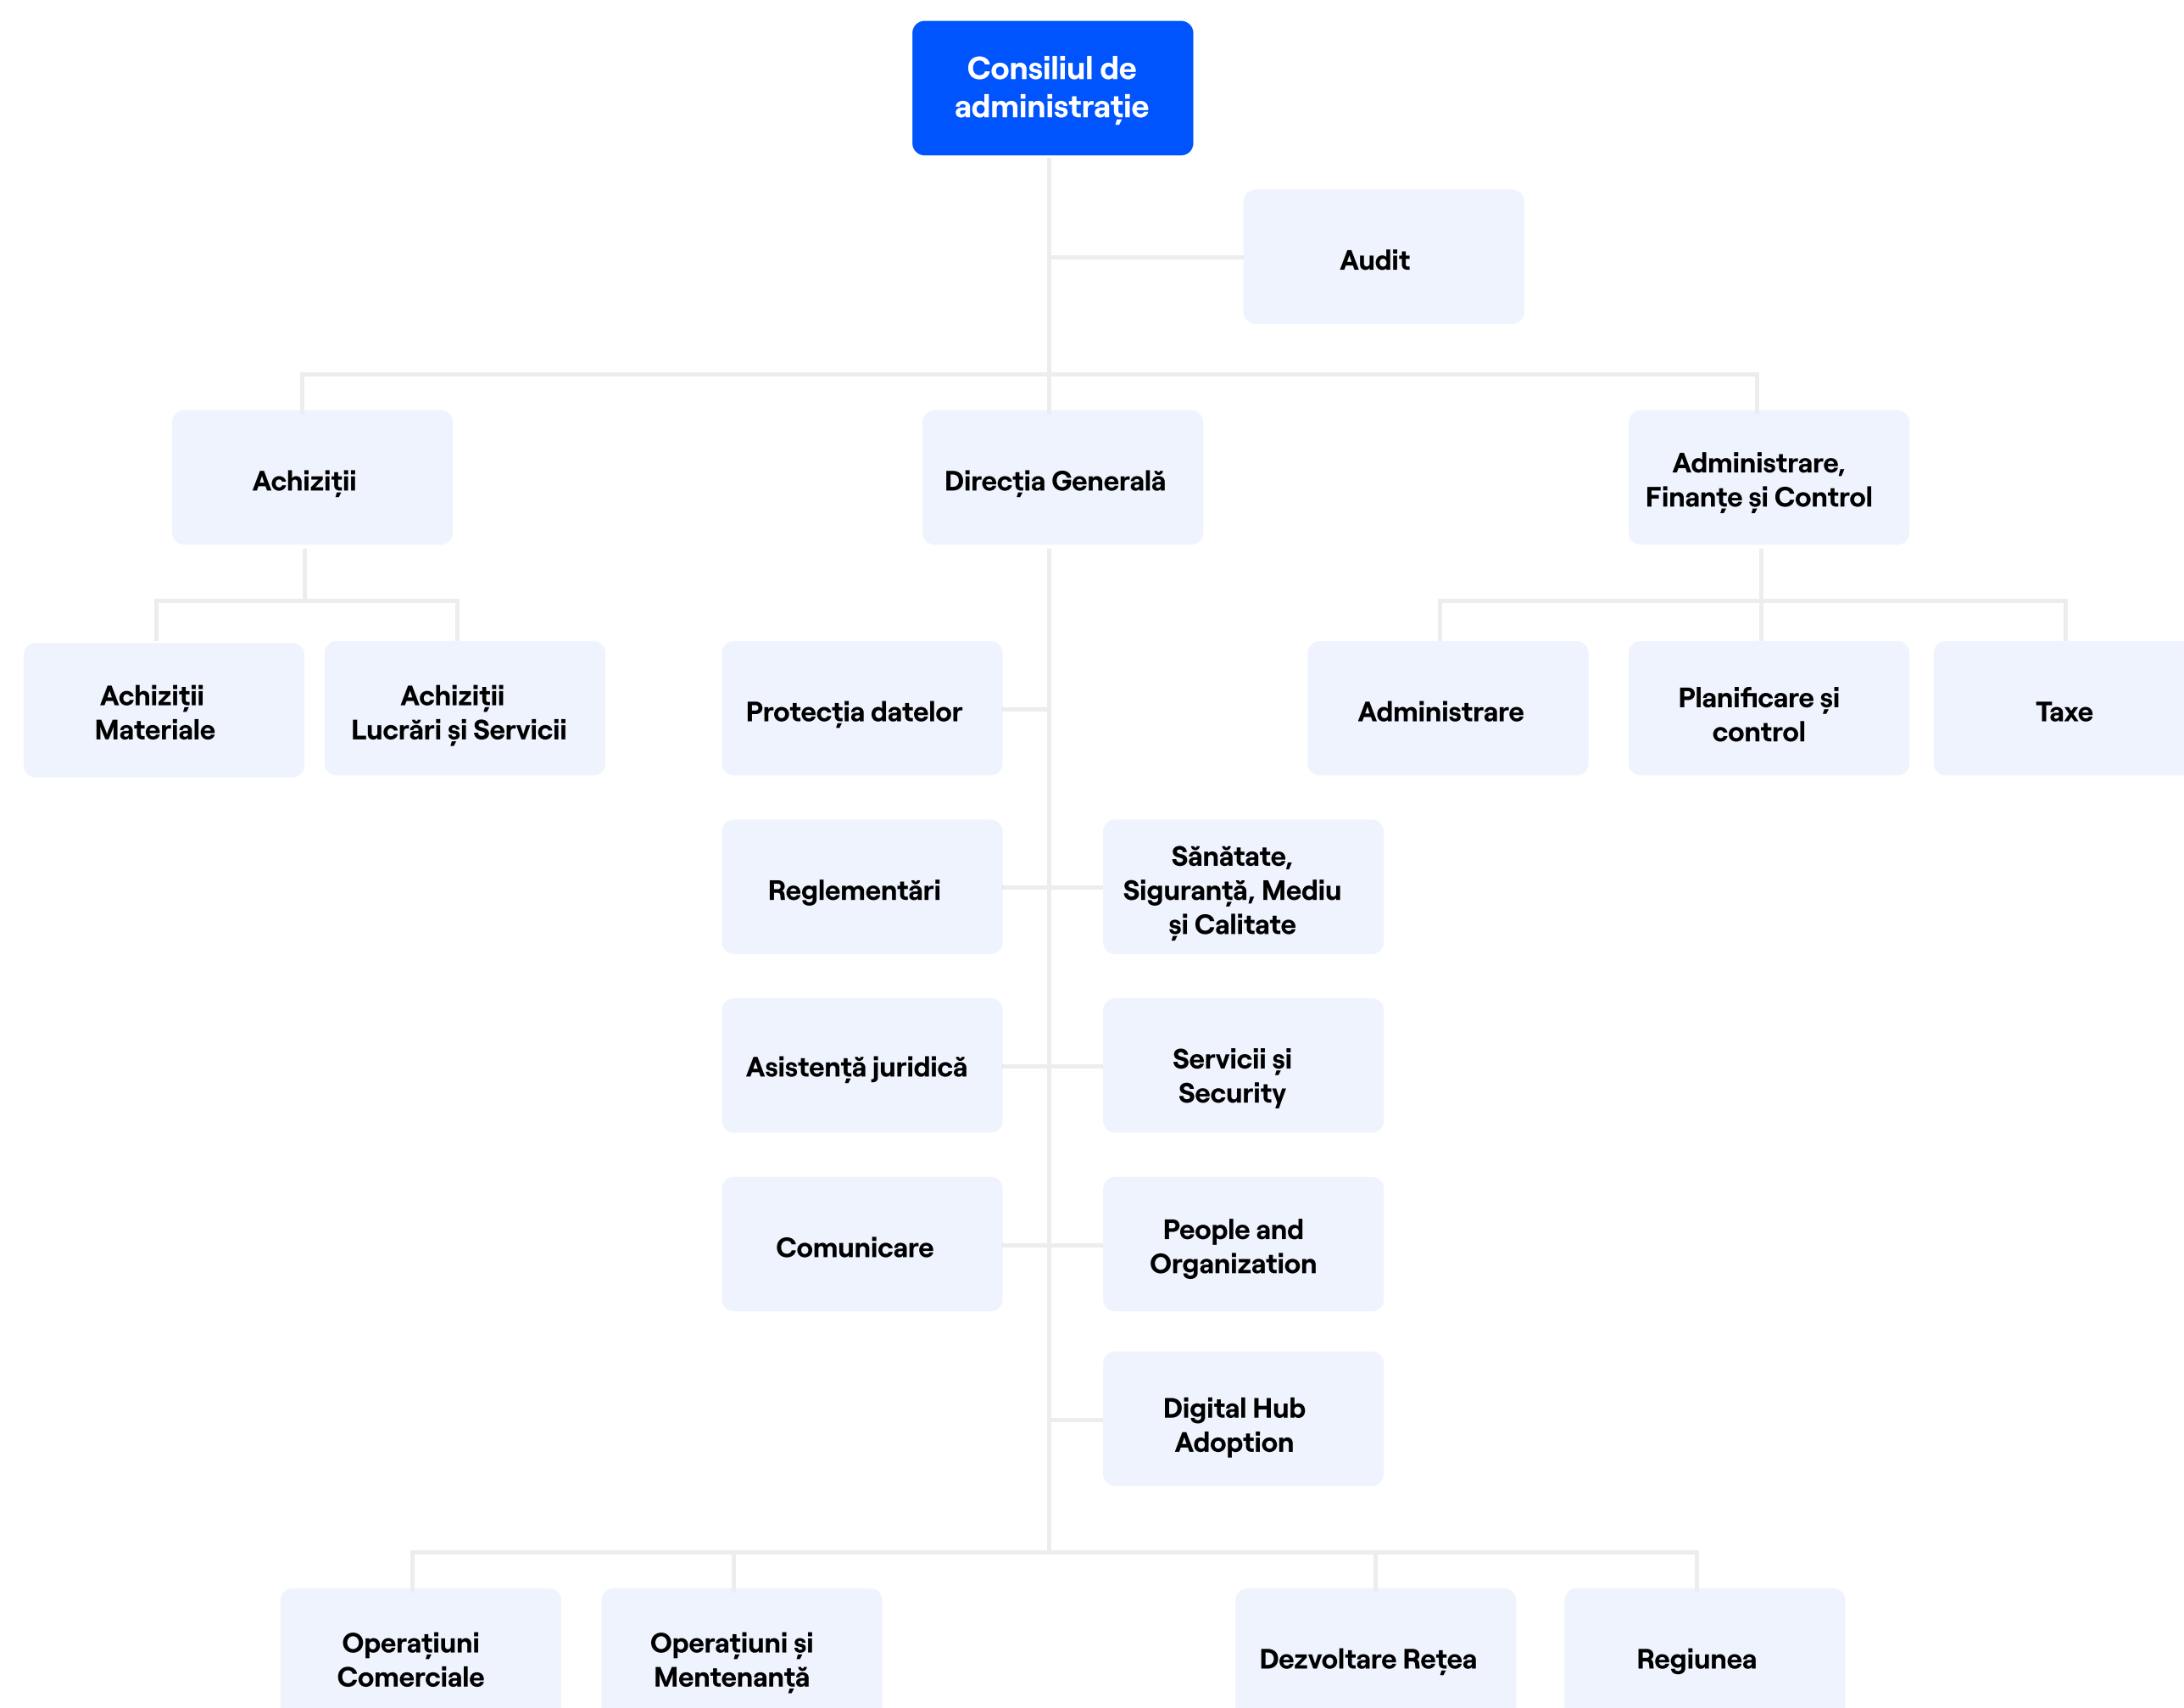 Consiliul de
administrație
Audit
Achiziții
Direcția Generală
Administrare,
Finanțe și Control
Achiziții
Materiale
Achiziții
Lucrări și Servicii
Protecția datelor
Administrare
Planificare și
control
Taxe
Reglementări
Sănătate,
Siguranță, Mediu
și Calitate
Asistență juridică
Servicii și
Security
Comunicare
People and
Organization
Digital Hub
Adoption
Operațiuni
Comerciale
Operațiuni și
Mentenanță
Dezvoltare Rețea
Regiunea